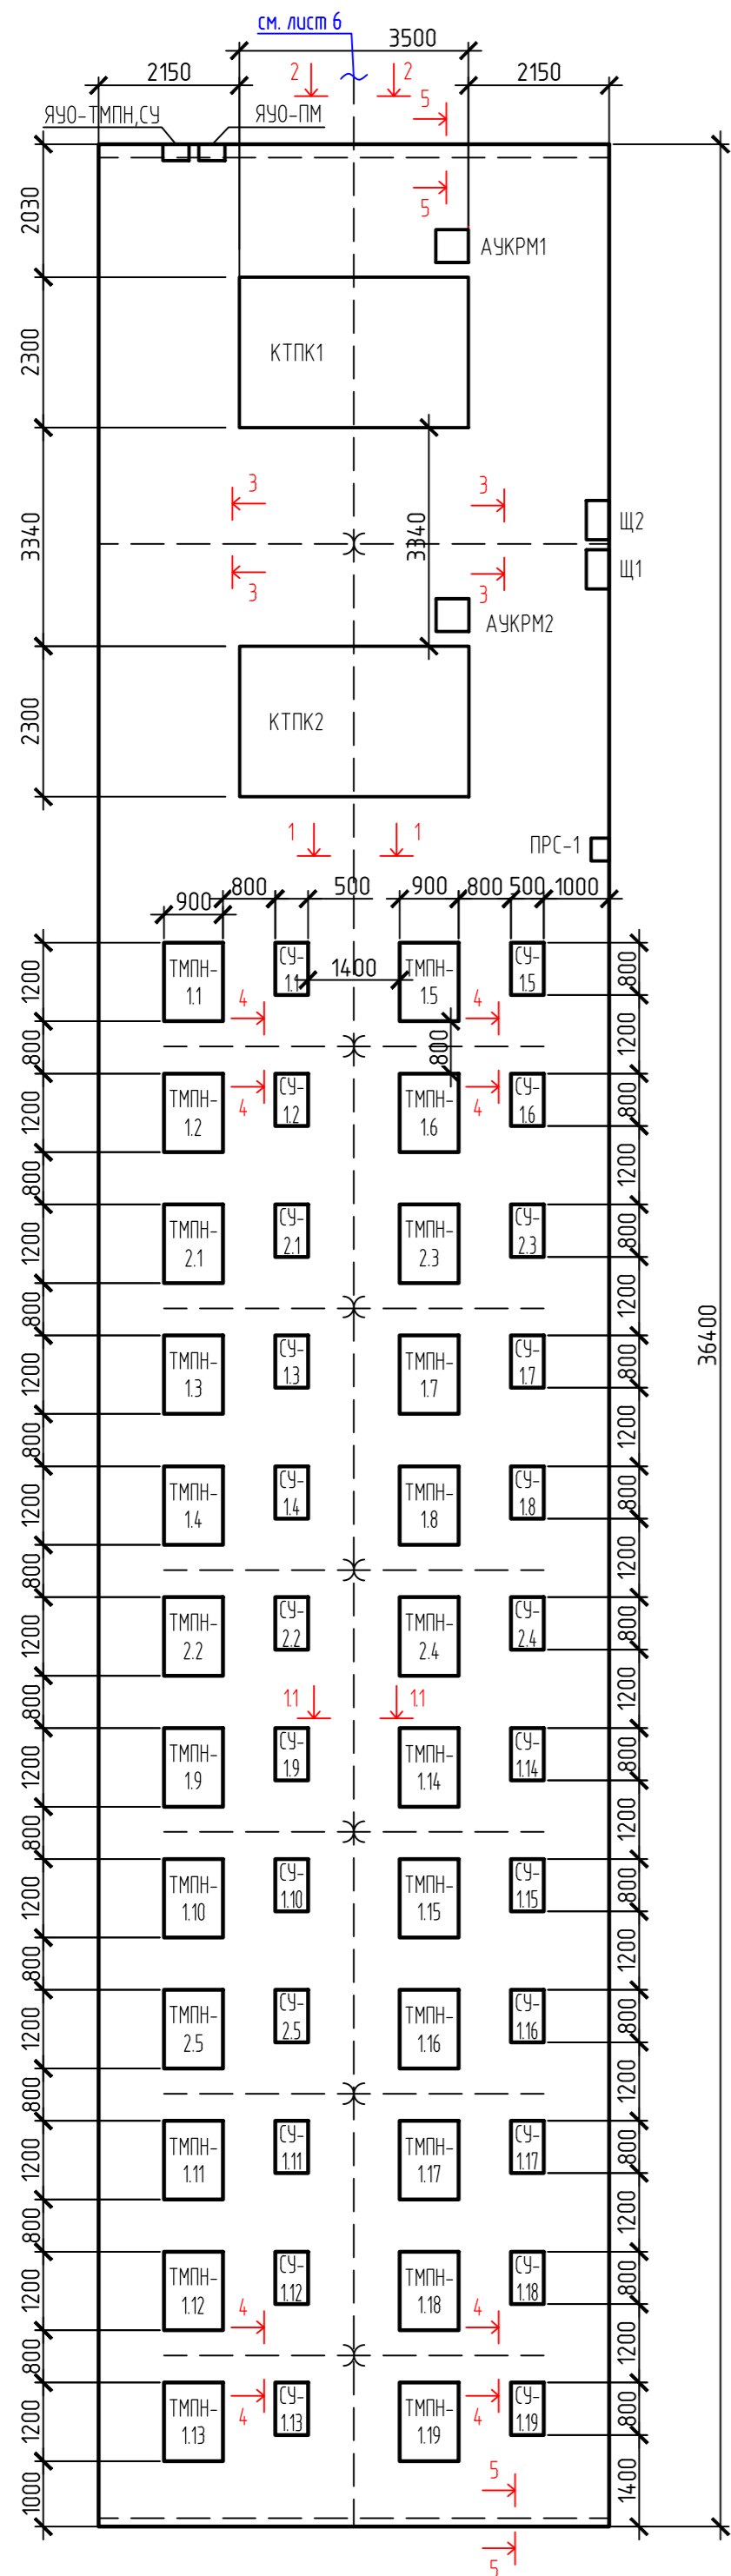 см. лист 6
3500
2150
2
2
2150
5
ЯУО-ТМПН,СУ
ЯУО-ПМ
5
2030
АУКРМ1
2300
КТПК1
3
3
3340
3340
Щ2
Щ1
3
3
АУКРМ2
2300
КТПК2
1
1
ПРС-1
900
800
500
900
800
500
1000
1200
ТМПН-
1.1
СУ-
1.1
1400
ТМПН-
1.5
СУ-
1.5
800
4
4
800
800
1200
4
4
1200
ТМПН-
1.2
СУ-
1.2
ТМПН-
1.6
СУ-
1.6
800
800
1200
1200
ТМПН-
2.1
СУ-
2.1
ТМПН-
2.3
СУ-
2.3
800
800
1200
36400
1200
ТМПН-
1.3
СУ-
1.3
ТМПН-
1.7
СУ-
1.7
800
800
1200
1200
ТМПН-
1.4
СУ-
1.4
ТМПН-
1.8
СУ-
1.8
800
800
1200
1200
ТМПН-
2.2
СУ-
2.2
ТМПН-
2.4
СУ-
2.4
800
800
1.1
1.1
1200
1200
ТМПН-
1.9
СУ-
1.9
ТМПН-
1.14
СУ-
1.14
800
800
1200
1200
ТМПН-
1.10
СУ-
1.10
ТМПН-
1.15
СУ-
1.15
800
800
1200
1200
ТМПН-
2.5
СУ-
2.5
ТМПН-
1.16
СУ-
1.16
800
800
1200
1200
ТМПН-
1.11
СУ-
1.11
ТМПН-
1.17
СУ-
1.17
800
800
1200
1200
ТМПН-
1.12
СУ-
1.12
ТМПН-
1.18
СУ-
1.18
800
4
4
800
1200
4
4
1200
ТМПН-
1.13
СУ-
1.13
ТМПН-
1.19
СУ-
1.19
800
1000
5
1400
5